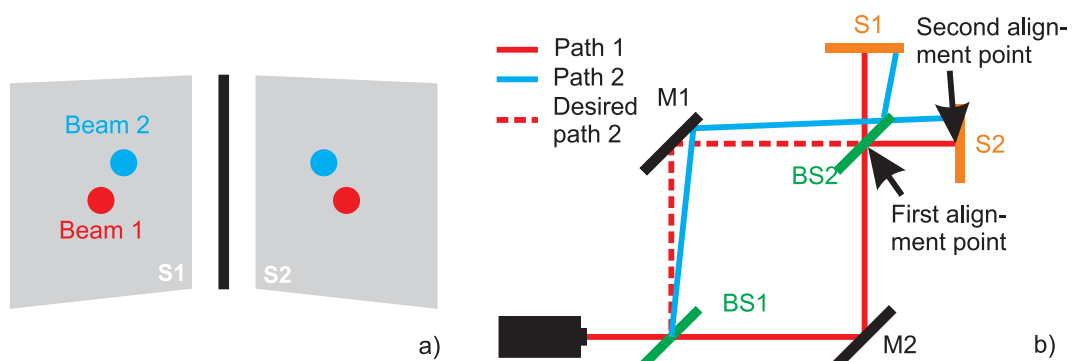 Beam 2
Beam 1
S1
S2
a)
Path 1
Path 2
Desired
path 2
M1
S1
Second align-
ment point
S2
BS2
First align-
ment point
BS1
M2
b)